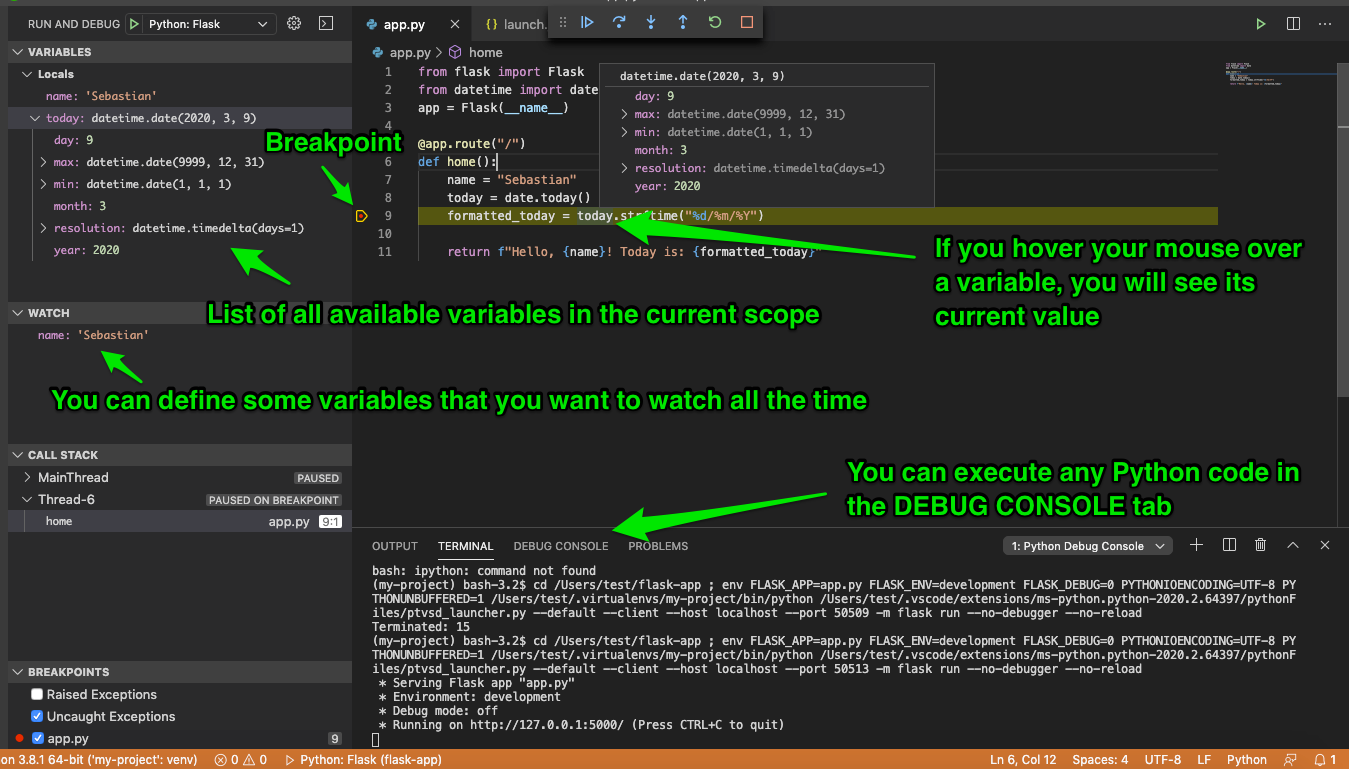 RUN AND DEBUG Python: Flask
VARIABLES
Locals
name: 'Sebastian'
today: datetime.date(2020, 3, 9)
day: 9
max: datetime.date(9999, 12, 31)
min: datetime.date(1, 1, 1)
month: 3
resolution: datetime.timedelta(days=1)
year: 2020
List of all available variables in the current scope
WATCH
name: 'Sebastian'
You can define some variables that you want to watch all the time
CALL STACK
MainThread PAUSED
Thread-6 PAUSED ON BREAKPOINT
home app.py 9:1
BREAKPOINTS
Raised Exceptions
Uncaught Exceptions
app.py 9
app.py {} launch.
app.py > home
1 from flask import Flask
2 from datetime import date
3 app = Flask(__name__)
4
@app.route("/")
6 def home():
7 name = "Sebastian"
8 today = date.today()
9 formatted_today = today.strftime("%d/%m/%Y")
10
11 return f"Hello, {name}! Today is: {formatted_today}
Breakpoint
datetime.date(2020, 3, 9)
day: 9
max: datetime.date(9999, 12, 31)
min: datetime.date(1, 1, 1)
month: 3
resolution: datetime.timedelta(days=1)
year: 2020
If you hover your mouse over
a variable, you will see its
current value
You can execute any Python code in
the DEBUG CONSOLE tab
OUTPUT TERMINAL DEBUG CONSOLE PROBLEMS 1: Python Debug Console
bash: ipython: command not found
(my-project) bash-3.2$ cd /Users/test/flask-app ; env FLASK_APP=app.py FLASK_ENV=development FLASK_DEBUG=0 PYTHONIOENCODING=UTF-8 PY
THONUNBUFFERED=1 /Users/test/.virtualenvs/my-project/bin/python /Users/test/.vscode/extensions/ms-python.python-2020.2.64397/pythonF
iles/ptvsd_launcher.py --default --client --host localhost --port 50509 -m flask run --no-debugger --no-reload
Terminated: 15
(my-project) bash-3.2$ cd /Users/test/flask-app ; env FLASK_APP=app.py FLASK_ENV=development FLASK_DEBUG=0 PYTHONIOENCODING=UTF-8 PY
THONUNBUFFERED=1 /Users/test/.virtualenvs/my-project/bin/python /Users/test/.vscode/extensions/ms-python.python-2020.2.64397/pythonF
iles/ptvsd_launcher.py --default --client --host localhost --port 50513 -m flask run --no-debugger --no-reload
* Serving Flask app "app.py"
* Environment: development
* Debug mode: off
* Running on http://127.0.0.1:5000/ (Press CTRL+C to quit)
on 3.8.1 64-bit ('my-project': venv) 0 0 Python: Flask (flask-app) Ln 6, Col 12 Spaces: 4 UTF-8 LF Python 1